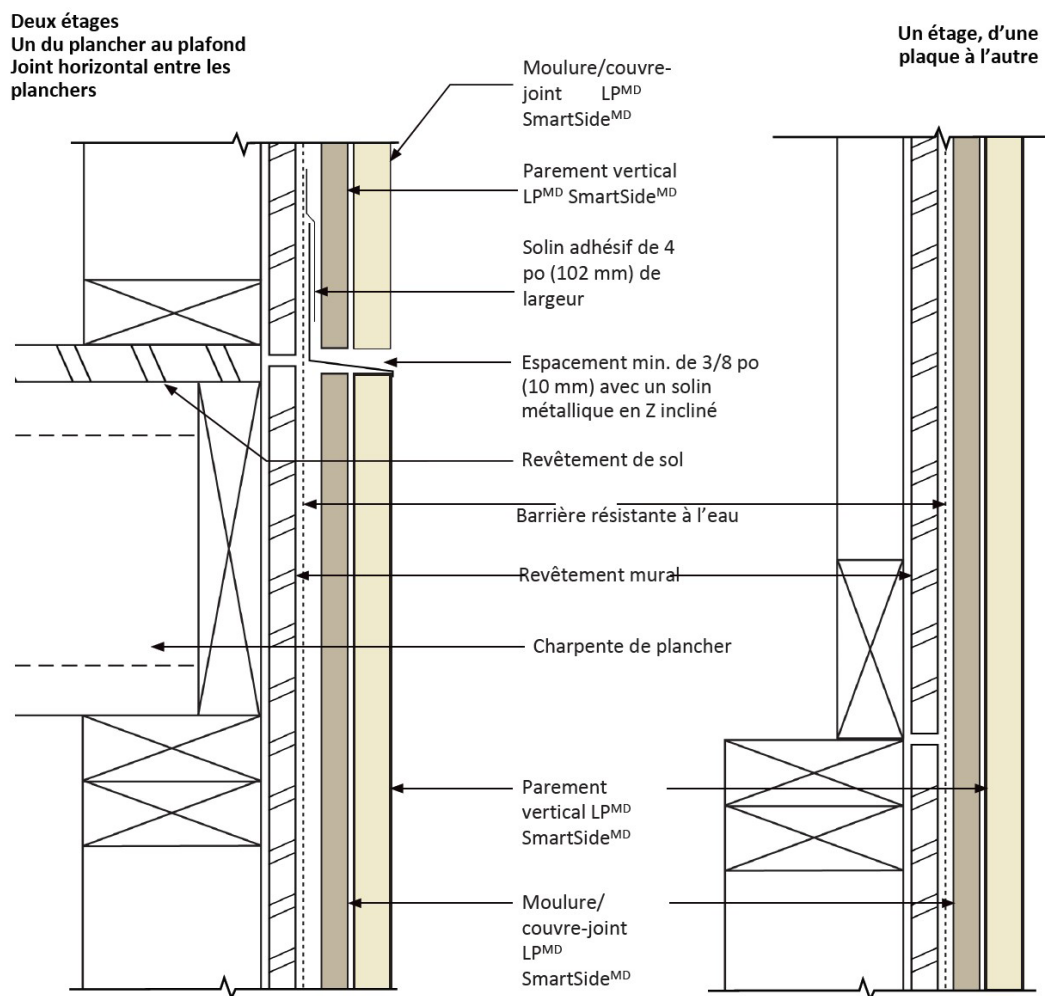 Deux étages
Un du plancher au plafond
Joint horizontal entre les
planchers
Un étage, d'une
plaque à l'autre
Moulure/couvre-
joint LPᴹᴰ
SmartSideᴹᴰ
Parement vertical
LPᴹᴰ SmartSideᴹᴰ
Solin adhésif de 4
po (102 mm) de
largeur
Espacement min. de 3/8 po
(10 mm) avec un solin
métallique en Z incliné
Revêtement de sol
Barrière résistante à l'eau
Revêtement mural
Charpente de plancher
Parement
vertical LPᴹᴰ
SmartSideᴹᴰ
Moulure/
couvre-joint
LPᴹᴰ
SmartSideᴹᴰ